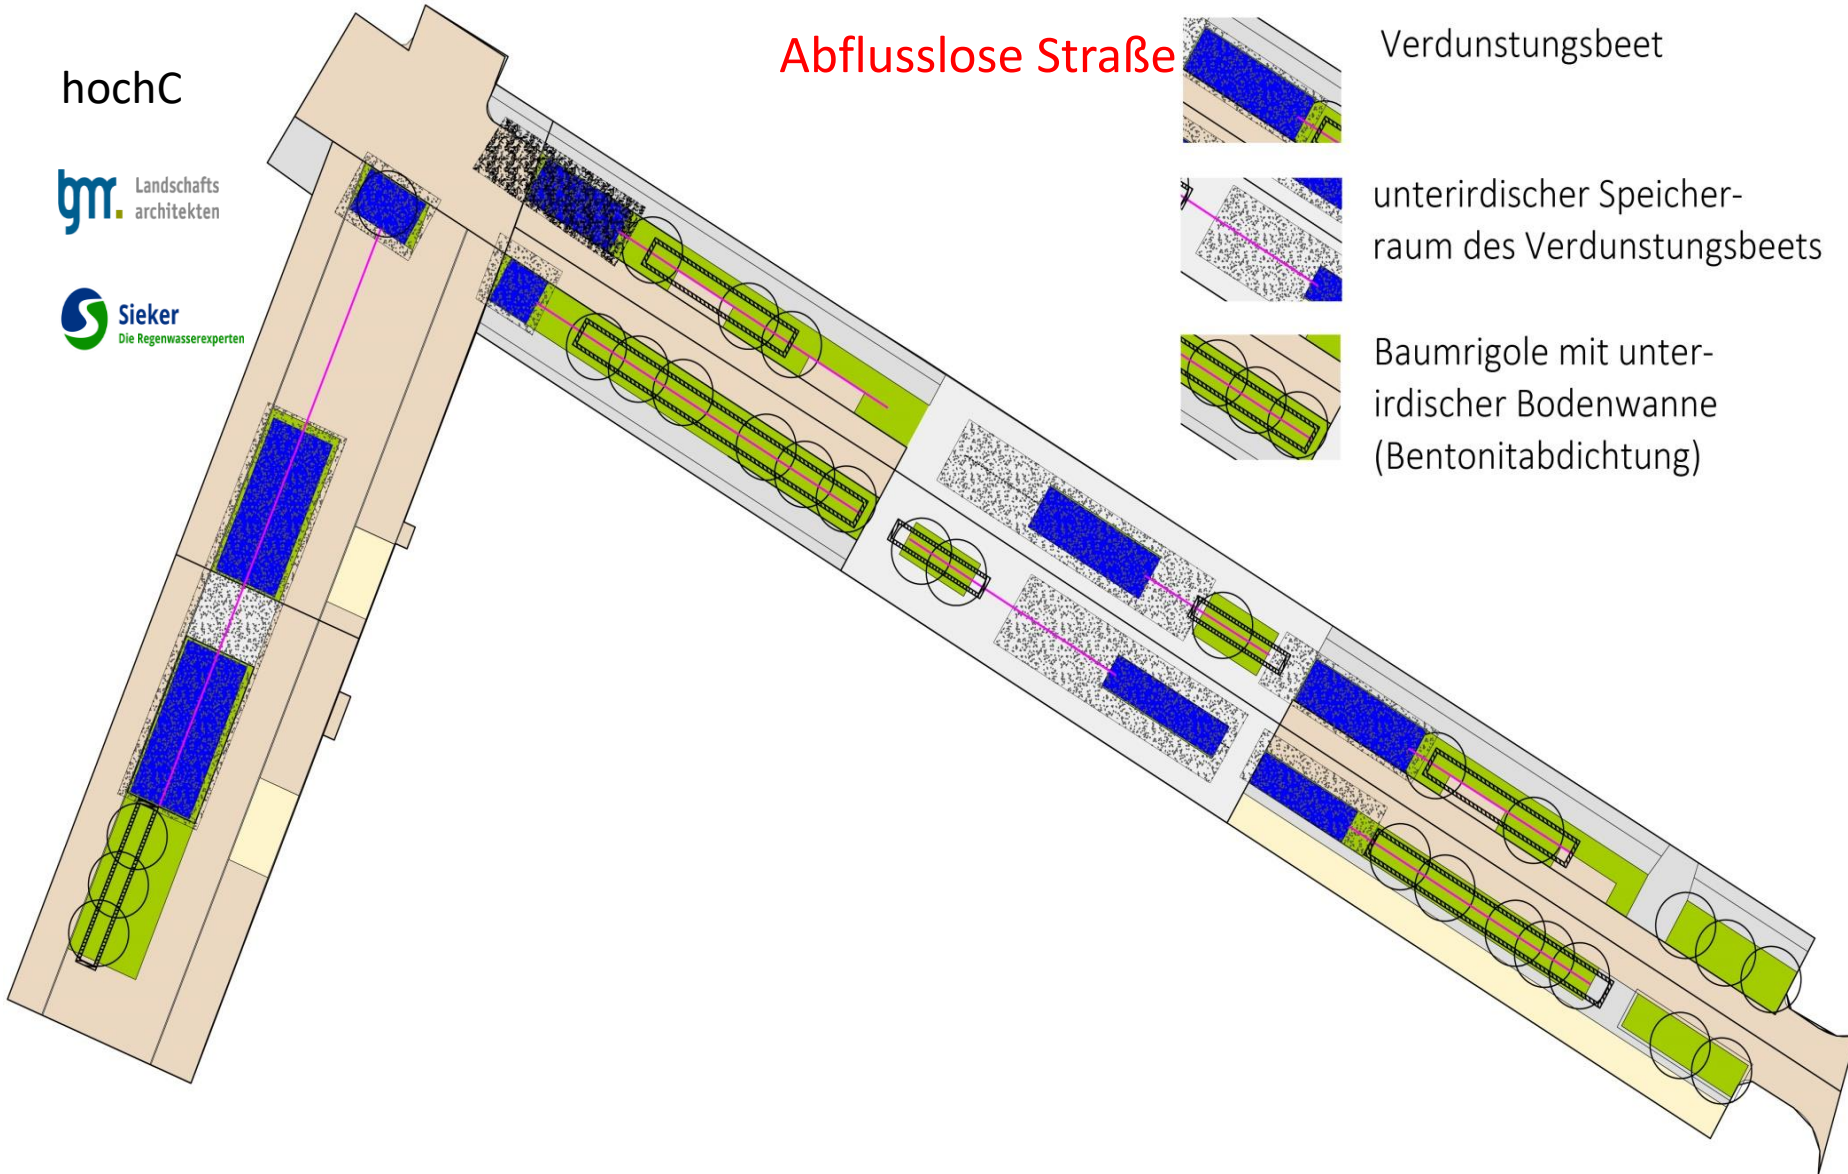 Abflusslose Straße
hochC
bgmr.
Landschafts
architekten
Sieker
Die Regenwasserexperten
Verdunstungsbeet
unterirdischer Speicher-
raum des Verdunstungsbeets
Baumrigole mit unter-
irdischer Bodenwanne
(Bentonitabdichtung)